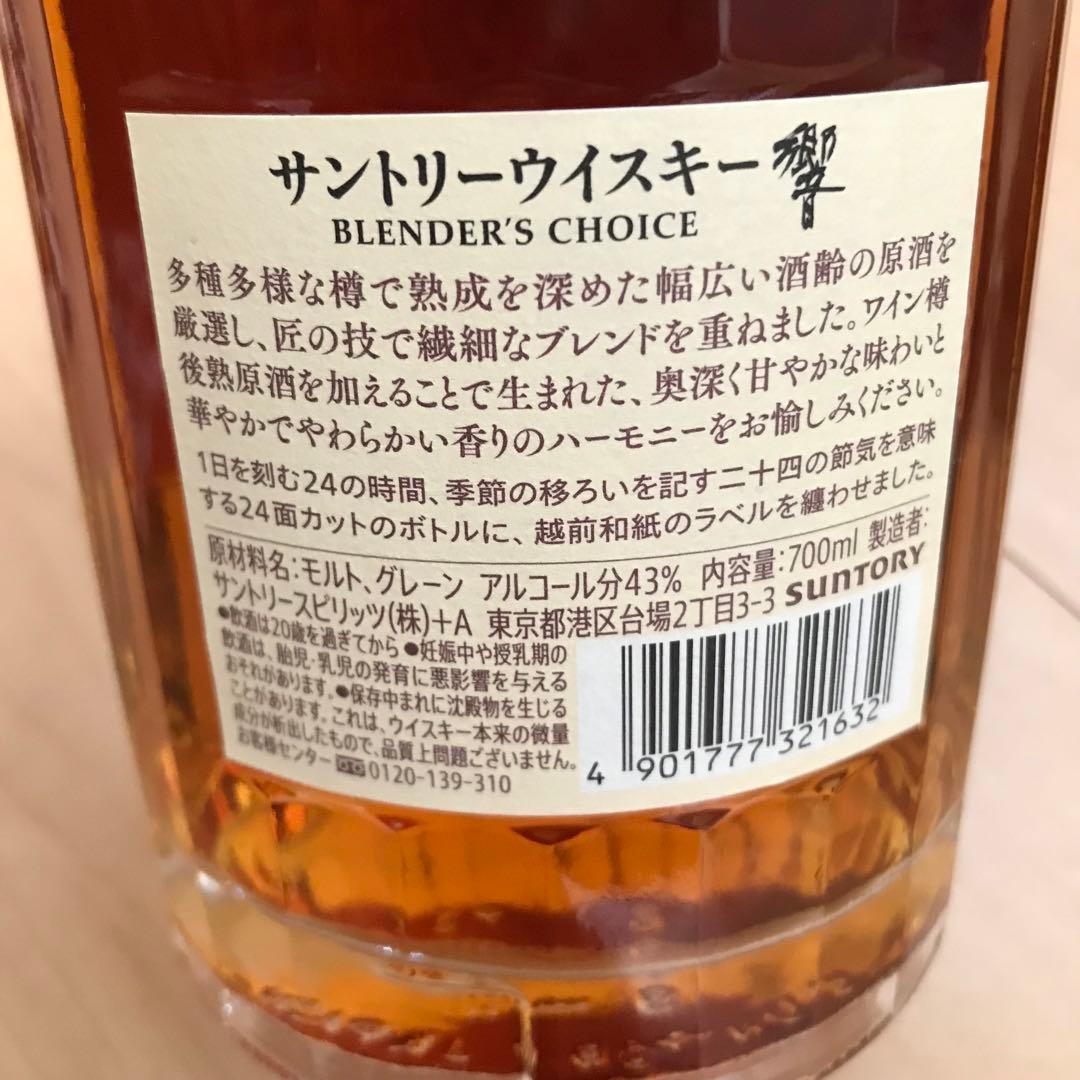 サントリーウイスキー 響
BLENDER'S CHOICE
多種多様な樽で熟成を深めた幅広い酒齢の原酒を
厳選し、匠の技で繊細なブレンドを重ねました。ワイン樽
後熟原酒を加えることで生まれた、奥深く甘やかな味わいと
華やかでやわらかい香りのハーモニーをお愉しみください。
1日を刻む24の時間、季節の移ろいを記す二十四の節気を意味
する24面カットのボトルに、越前和紙のラベルを纏わせました。
原材料名:モルト、グレーン アルコール分43% 内容量:700ml 製造者:
サントリースピリッツ(株)+A 東京都港区台場2丁目3-3 SUNTORY
●飲酒は20歳を過ぎてから ●妊娠中や授乳期の
飲酒は、胎児・乳児の発育に悪影響を与える
おそれがあります。●保存中まれに沈殿物を生じる
ことがあります。これは、ウイスキー本来の微量
成分が析出したもので、品質上問題ございません。
お客様センター 0120-139-310
4 901777 321632